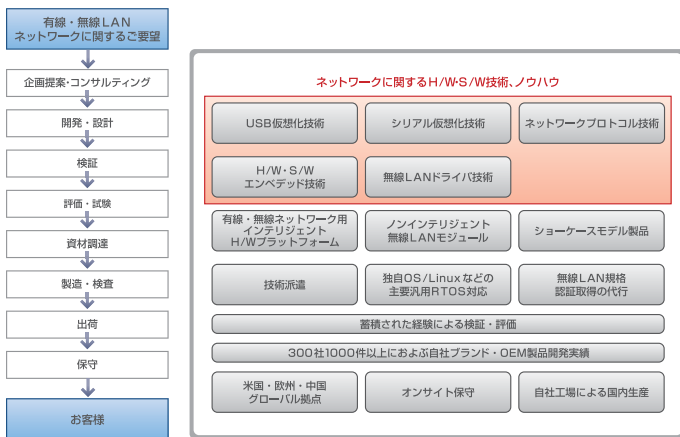 有線・無線LAN
ネットワークに関するご要望
企画提案・コンサルティング
開発・設計
検証
評価・試験
資材調達
製造・検査
出荷
保守
お客様
ネットワークに関するH/W・S/W技術、ノウハウ
USB仮想化技術
シリアル仮想化技術
ネットワークプロトコル技術
H/W・S/W
エンベデッド技術
無線LANドライバ技術
有線・無線ネットワーク用
インテリジェント
H/Wプラットフォーム
ノンインテリジェント
無線LANモジュール
ショーケースモデル製品
技術派遣
独自OS/Linuxなどの
主要汎用RTOS対応
無線LAN規格
認証取得の代行
蓄積された経験による検証・評価
300社1000件以上におよぶ自社ブランド・OEM製品開発実績
米国・欧州・中国
グローバル拠点
オンサイト保守
自社工場による国内生産